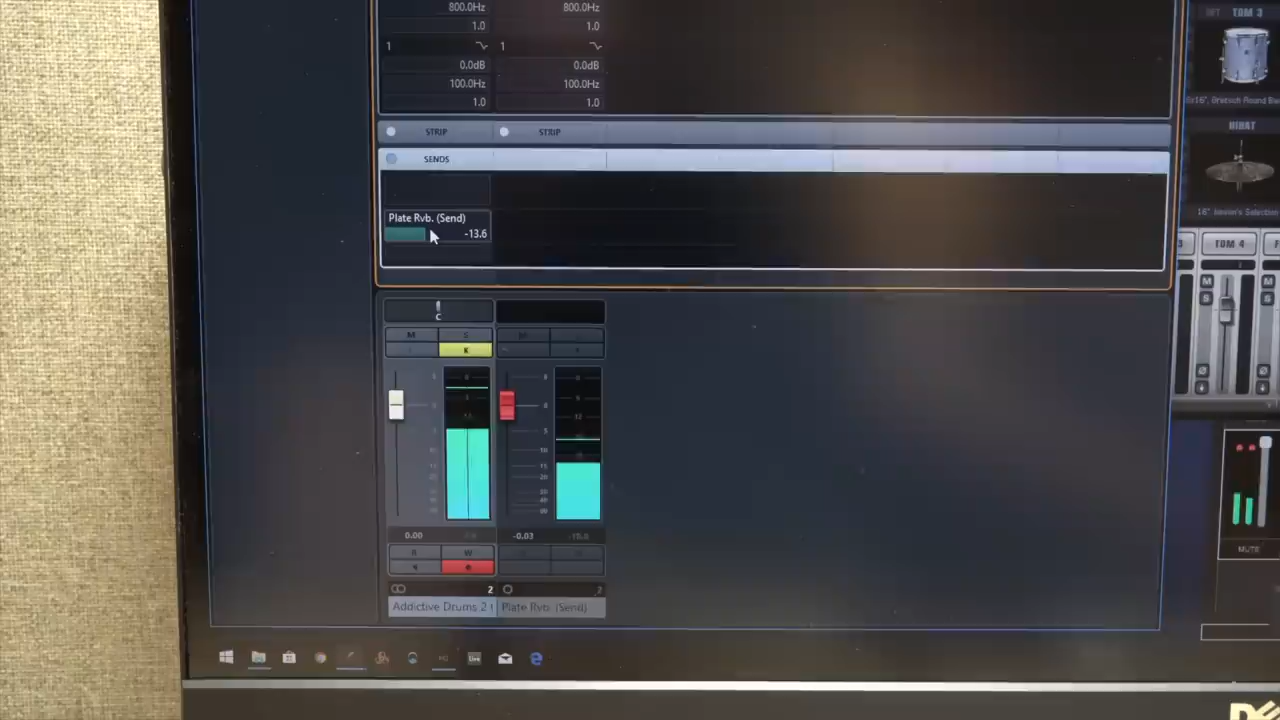 800.0Hz 800.0Hz
1.0 1.0
1 1
0.0dB 0.0dB
100.0Hz 100.0Hz
1.0 1.0
STRIP STRIP
SENDS
Plate Rvb. (Send)
-13.6
C
M S
K
0.00 -0.03
R W
2 2
Addictive Drums 2 Plate Rvb. (Send)
Live
TOM 3
HIHAT
TOM 4
M M
S S
MUTE